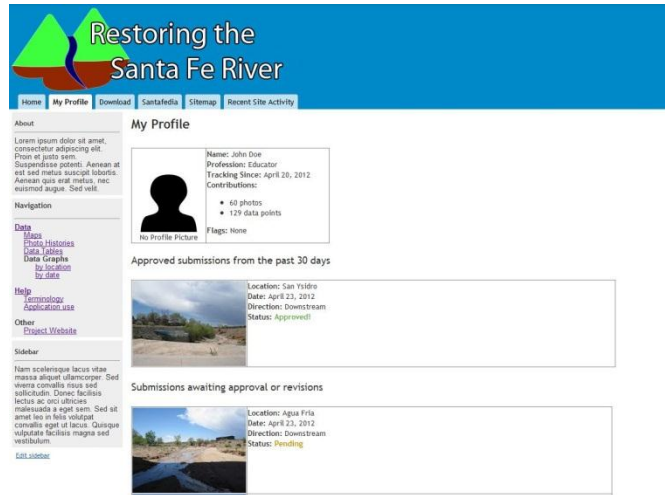 Restoring the
Santa Fe River
Home My Profile Download Santafedia Sitemap Recent Site Activity
About
Lorem ipsum dolor sit amet,
consectetur adipiscing elit.
Proin et justo sem.
Suspendisse potenti. Aenean at
est sed metus suscipit lobortis.
Aenean quis erat metus, nec
euismod augue. Sed velit.
Navigation
Data
Maps
Photo Histories
Data Tables
Data Graphs
by location
by date
Help
Terminology
Application use
Other
Project Website
Sidebar
Nam scelerisque lacus vitae
massa aliquet ullamcorper. Sed
viverra convallis risus sed
sollicitudin. Donec facilisis
lectus ac orci ultricies
malesuada a eget sem. Sed sit
amet leo in felis volutpat
convallis eget ut lacus. Quisque
vulputate facilisis magna sed
vestibulum.
Edit sidebar
My Profile
No Profile Picture
Name: John Doe
Profession: Educator
Tracking Since: April 20, 2012
Contributions:
• 60 photos
• 129 data points
Flags: None
Approved submissions from the past 30 days
Location: San Ysidro
Date: April 23, 2012
Direction: Downstream
Status: Approved!
Submissions awaiting approval or revisions
Location: Agua Fria
Date: April 23, 2012
Direction: Downstream
Status: Pending